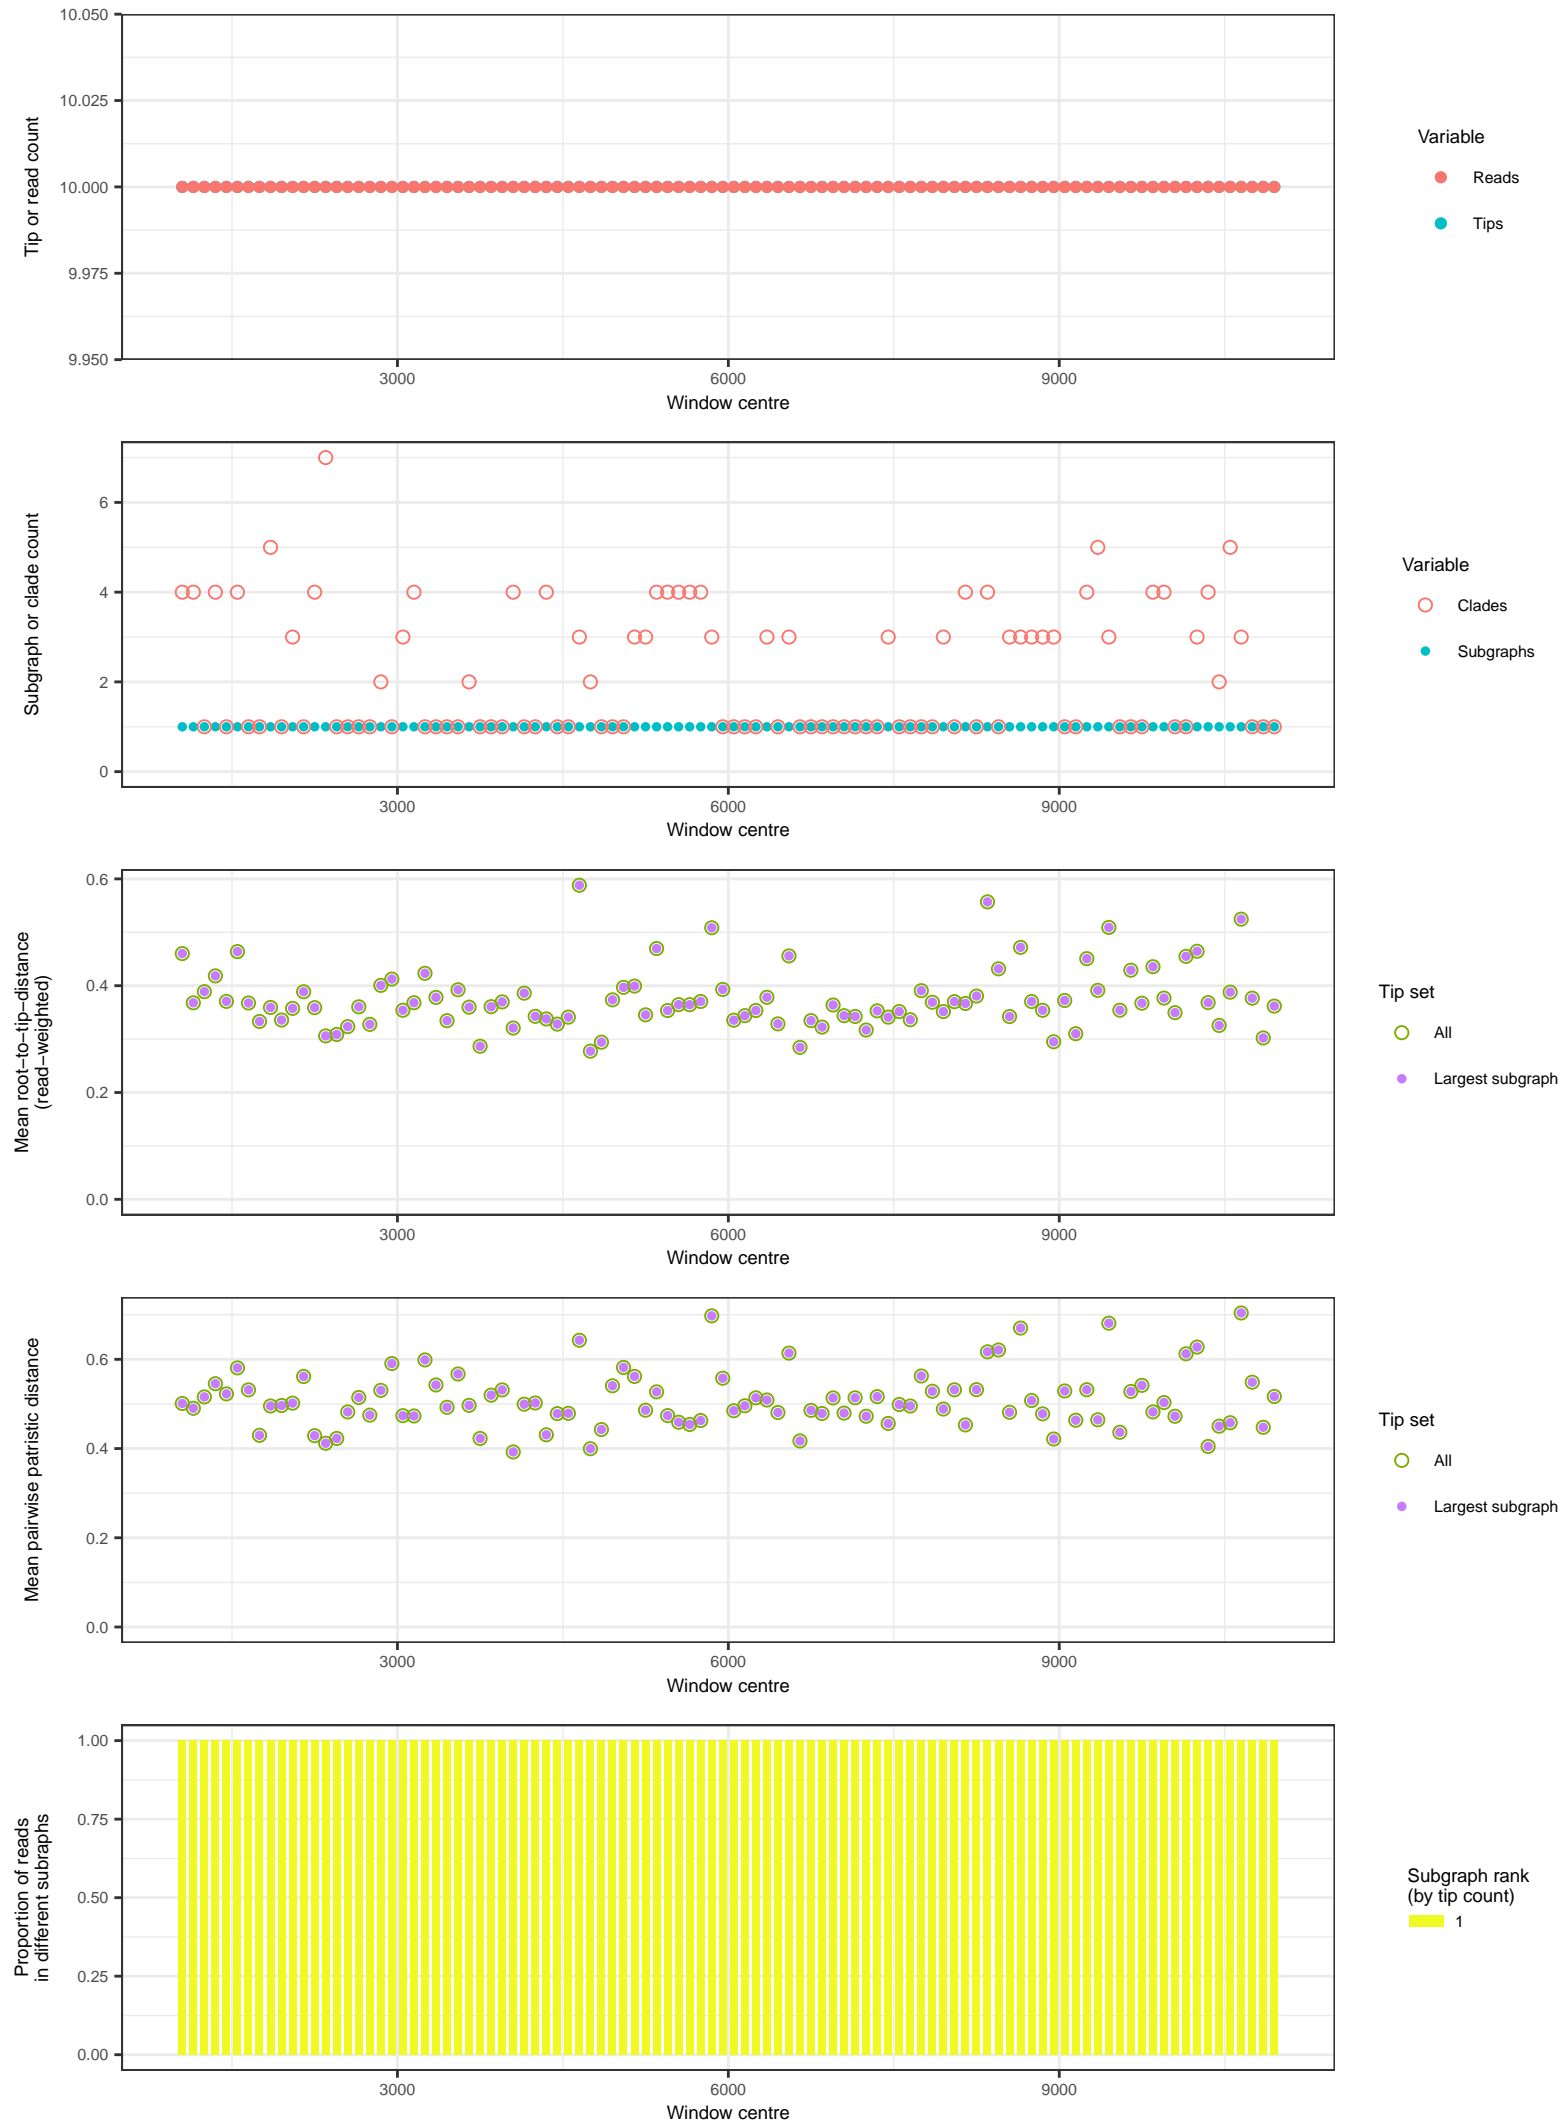 10.050
10.025
10.000
9.975
9.950
Tip or read count
3000
6000
9000
Window centre
Variable
Reads
Tips
6
4
2
0
Subgraph or clade count
3000
6000
9000
Window centre
Variable
Clades
Subgraphs
0.6
0.4
0.2
0.0
Mean root−to−tip−distance
(read−weighted)
3000
6000
9000
Window centre
Tip set
All
Largest subgraph
0.6
0.4
0.2
0.0
Mean pairwise patristic distance
3000
6000
9000
Window centre
Tip set
All
Largest subgraph
1.00
0.75
0.50
0.25
0.00
Proportion of reads
in different subraphs
3000
6000
9000
Window centre
Subgraph rank
(by tip count)
1